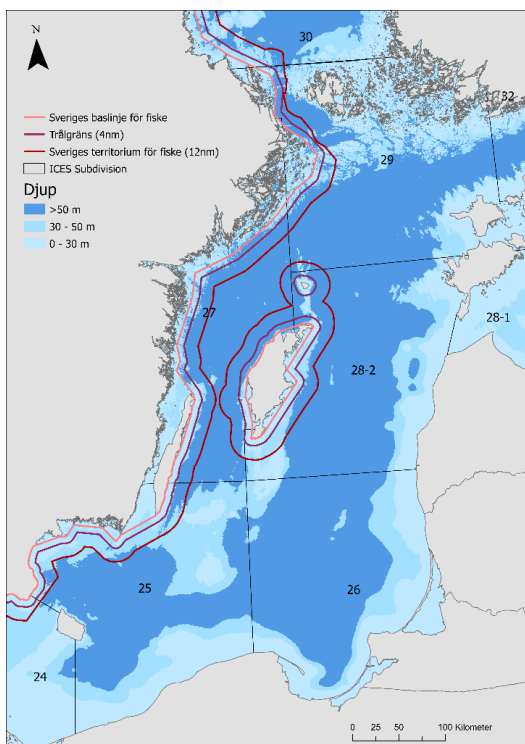 30
N
32
Sveriges baslinje för fiske
Trålgräns (4nm)
Sveriges territorium för fiske (12nm)
ICES Subdivision
29
Djup
>50 m
30 - 50 m
0 - 30 m
27
28-1
28-2
25
26
24
0 25 50 100 Kilometer